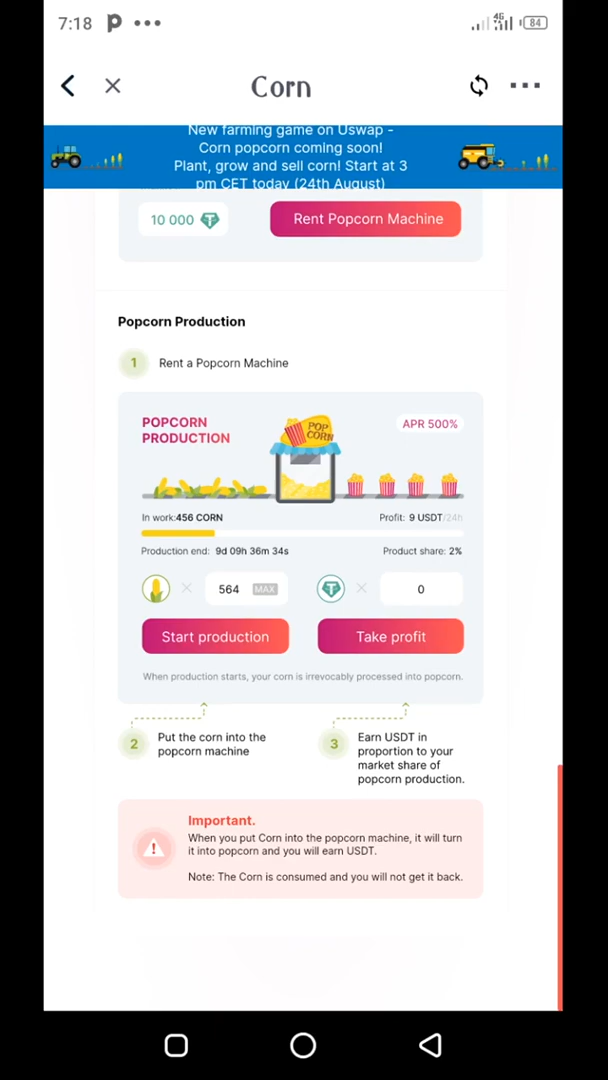 7:18
4G
84
Corn
New farming game on Uswap -
Corn popcorn coming soon!
Plant, grow and sell corn! Start at 3
pm CET today (24th August)
10 000
Rent Popcorn Machine
Popcorn Production
1
Rent a Popcorn Machine
POPCORN
PRODUCTION
APR 500%
POP
CORN
In work:456 CORN
Profit: 9 USDT/24h
Production end: 9d 09h 36m 34s
Product share: 2%
564 MAX
0
Start production
Take profit
When production starts, your corn is irrevocably processed into popcorn.
2
Put the corn into the
popcorn machine
3
Earn USDT in
proportion to your
market share of
popcorn production.
Important.
When you put Corn into the popcorn machine, it will turn
it into popcorn and you will earn USDT.
Note: The Corn is consumed and you will not get it back.